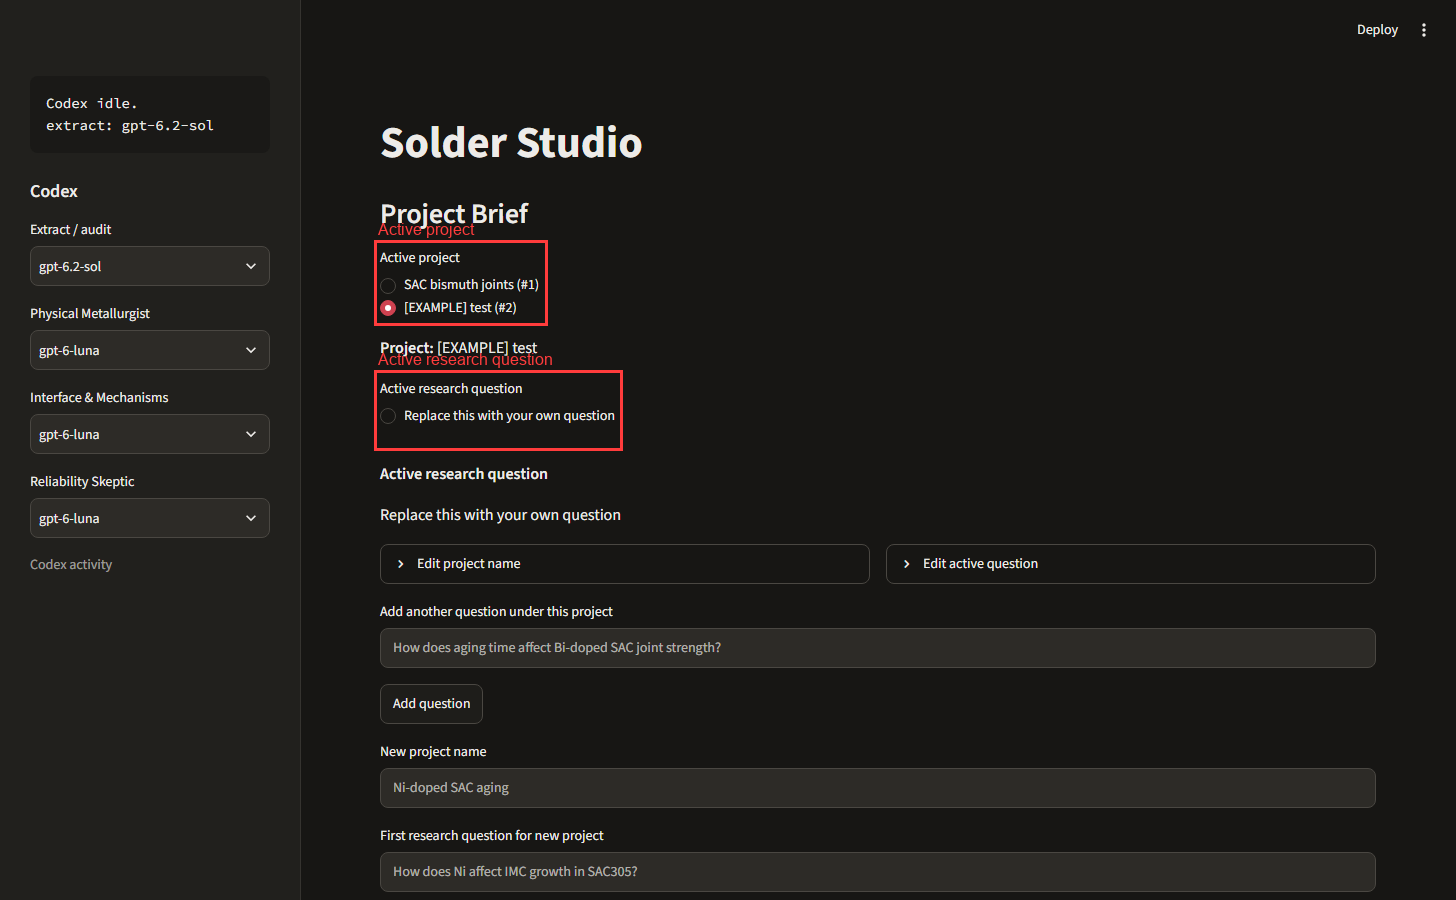 Deploy
Codex idle.
extract: gpt-6.2-sol
Codex
Extract / audit
gpt-6.2-sol
Physical Metallurgist
gpt-6-luna
Interface & Mechanisms
gpt-6-luna
Reliability Skeptic
gpt-6-luna
Codex activity
Solder Studio
Project Brief
Active project
Active project
SAC bismuth joints (#1)
[EXAMPLE] test (#2)
Project: [EXAMPLE] test
Active research question
Active research question
Replace this with your own question
Active research question
Replace this with your own question
Edit project name
Edit active question
Add another question under this project
How does aging time affect Bi-doped SAC joint strength?
Add question
New project name
Ni-doped SAC aging
First research question for new project
How does Ni affect IMC growth in SAC305?